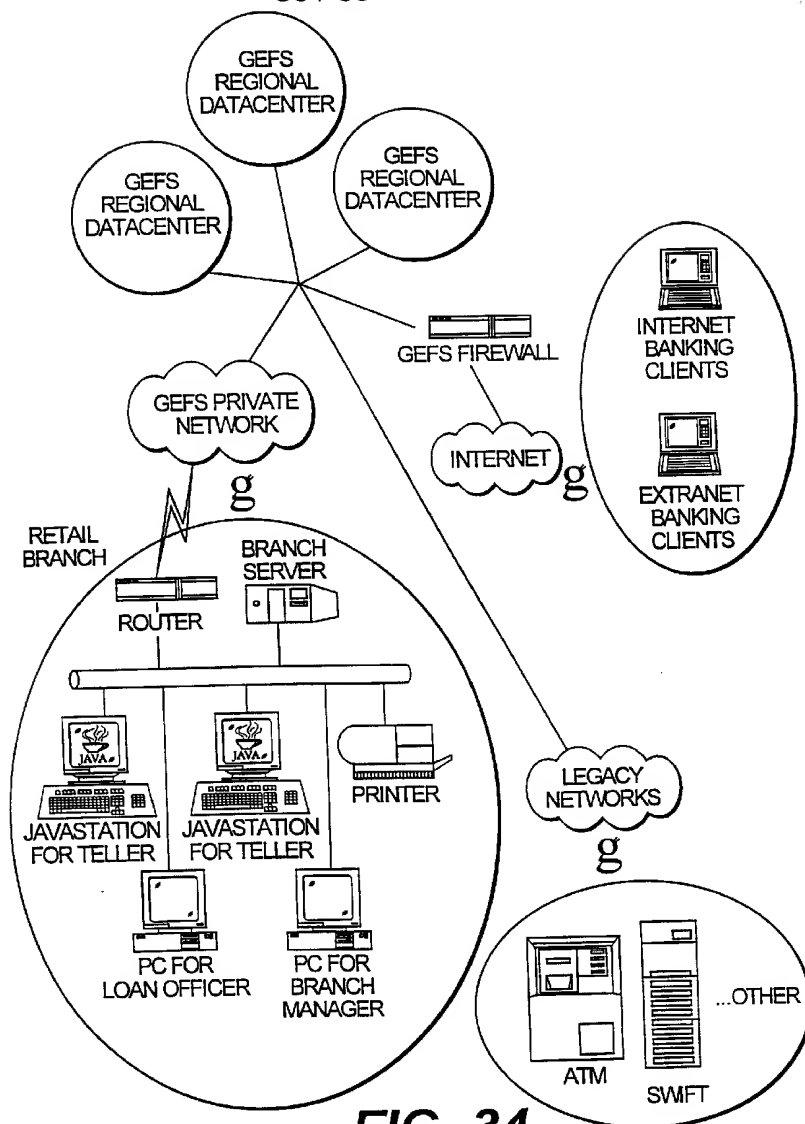 GEFS
REGIONAL
DATACENTER
GEFS
REGIONAL
DATACENTER
GEFS
REGIONAL
DATACENTER
GEFS FIREWALL
INTERNET
BANKING
CLIENTS
EXTRANET
BANKING
CLIENTS
GEFS PRIVATE
NETWORK
g
INTERNET
g
RETAIL
BRANCH
ROUTER
BRANCH
SERVER
JAVA
JAVASTATION
FOR TELLER
JAVA
JAVASTATION
FOR TELLER
PRINTER
PC FOR
LOAN OFFICER
PC FOR
BRANCH
MANAGER
LEGACY
NETWORKS
g
ATM
SWIFT
...OTHER
FIG. 34